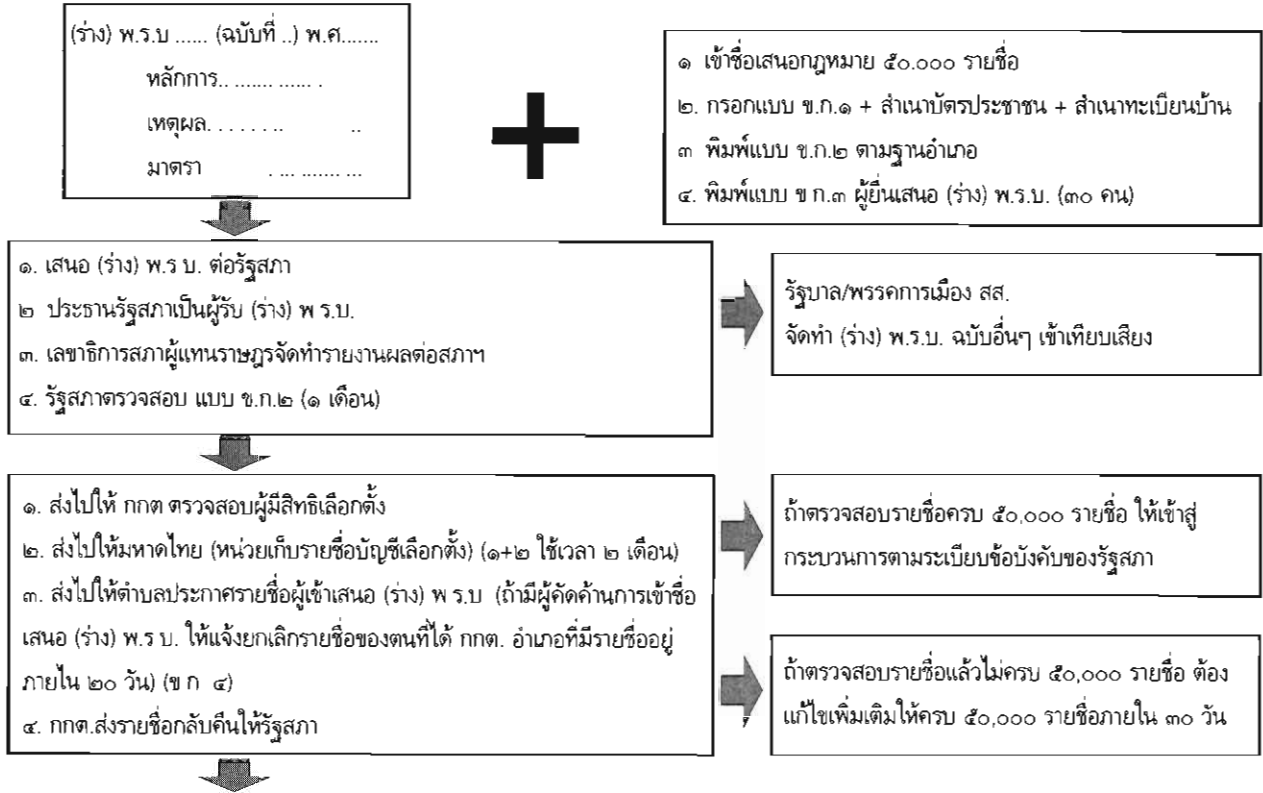 (ร่าง) พ.ร.บ ...... (ฉบับที่ ..) พ.ศ.......
หลักการ.. ....... ...... .
เหตุผล. . . . . . .. ..
มาตรา . ... ....... ...
๑ เข้าชื่อเสนอกฎหมาย ๕๐.๐๐๐ รายชื่อ
๒. กรอกแบบ ข.ก.๑ + สำเนาบัตรประชาชน + สำเนาทะเบียนบ้าน
๓ พิมพ์แบบ ข.ก.๒ ตามฐานอำเภอ
๔. พิมพ์แบบ ข ก.๓ ผู้ยื่นเสนอ (ร่าง) พ.ร.บ. (๓๐ คน)
๑. เสนอ (ร่าง) พ.ร บ. ต่อรัฐสภา
๒ ประธานรัฐสภาเป็นผู้รับ (ร่าง) พ ร.บ.
๓. เลขาธิการสภาผู้แทนราษฎรจัดทำรายงานผลต่อสภาฯ
๔. รัฐสภาตรวจสอบ แบบ ข.ก.๒ (๑ เดือน)
รัฐบาล/พรรคการเมือง สส.
จัดทำ (ร่าง) พ.ร.บ. ฉบับอื่นๆ เข้าเทียบเสียง
๑. ส่งไปให้ กกต ตรวจสอบผู้มีสิทธิเลือกตั้ง
๒. ส่งไปให้มหาดไทย (หน่วยเก็บรายชื่อบัญชีเลือกตั้ง) (๑+๒ ใช้เวลา ๒ เดือน)
๓. ส่งไปให้ตำบลประกาศรายชื่อผู้เข้าเสนอ (ร่าง) พ ร.บ (ถ้ามีผู้คัดค้านการเข้าชื่อ
เสนอ (ร่าง) พ.ร บ. ให้แจ้งยกเลิกรายชื่อของตนที่ได้ กกต. อำเภอที่มีรายชื่ออยู่
ภายใน ๒๐ วัน) (ข ก ๔)
๔. กกต.ส่งรายชื่อกลับคืนให้รัฐสภา
ถ้าตรวจสอบรายชื่อครบ ๕๐,๐๐๐ รายชื่อ ให้เข้าสู่
กระบวนการตามระเบียบข้อบังคับของรัฐสภา
ถ้าตรวจสอบรายชื่อแล้วไม่ครบ ๕๐,๐๐๐ รายชื่อ ต้อง
แก้ไขเพิ่มเติมให้ครบ ๕๐,๐๐๐ รายชื่อภายใน ๓๐ วัน